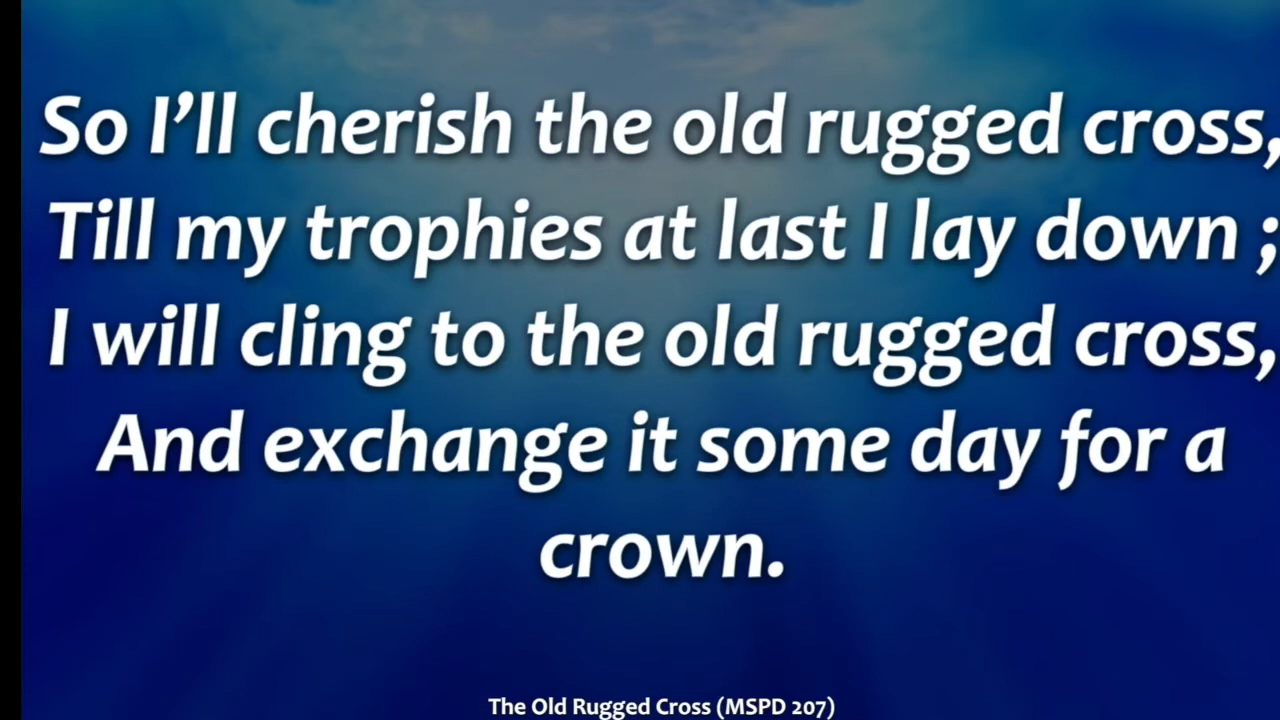 So I’ll cherish the old rugged cross,
Till my trophies at last I lay down ;
I will cling to the old rugged cross,
And exchange it some day for a
crown.
The Old Rugged Cross (MSPD 207)